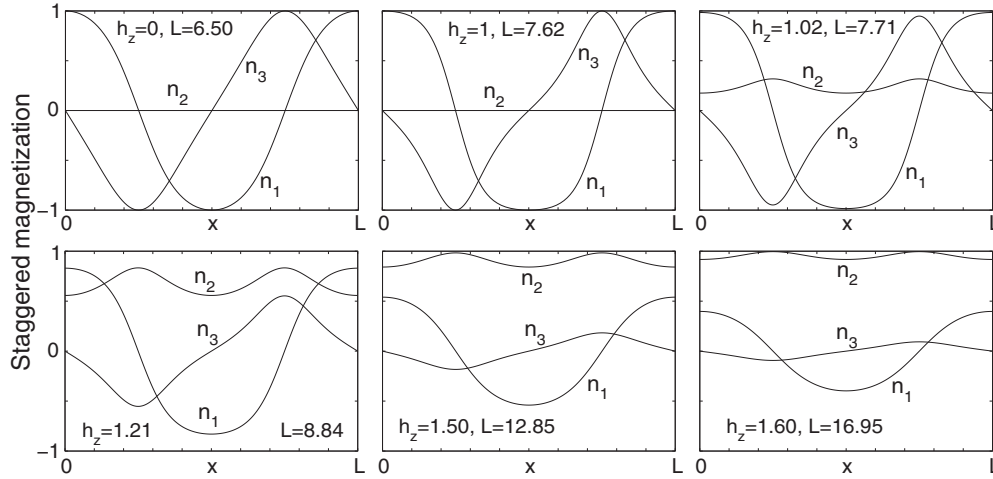 Staggered magnetization
1
0
−1
h_z=0, L=6.50
n_3
n_2
n_1
0 x L
h_z=1, L=7.62
n_3
n_2
n_1
0 x L
h_z=1.02, L=7.71
n_2
n_3
n_1
0 x L
1
0
−1
n_2
n_3
n_1
h_z=1.21 L=8.84
0 x L
n_2
n_3
n_1
h_z=1.50, L=12.85
0 x L
n_2
n_3
n_1
h_z=1.60, L=16.95
0 x L